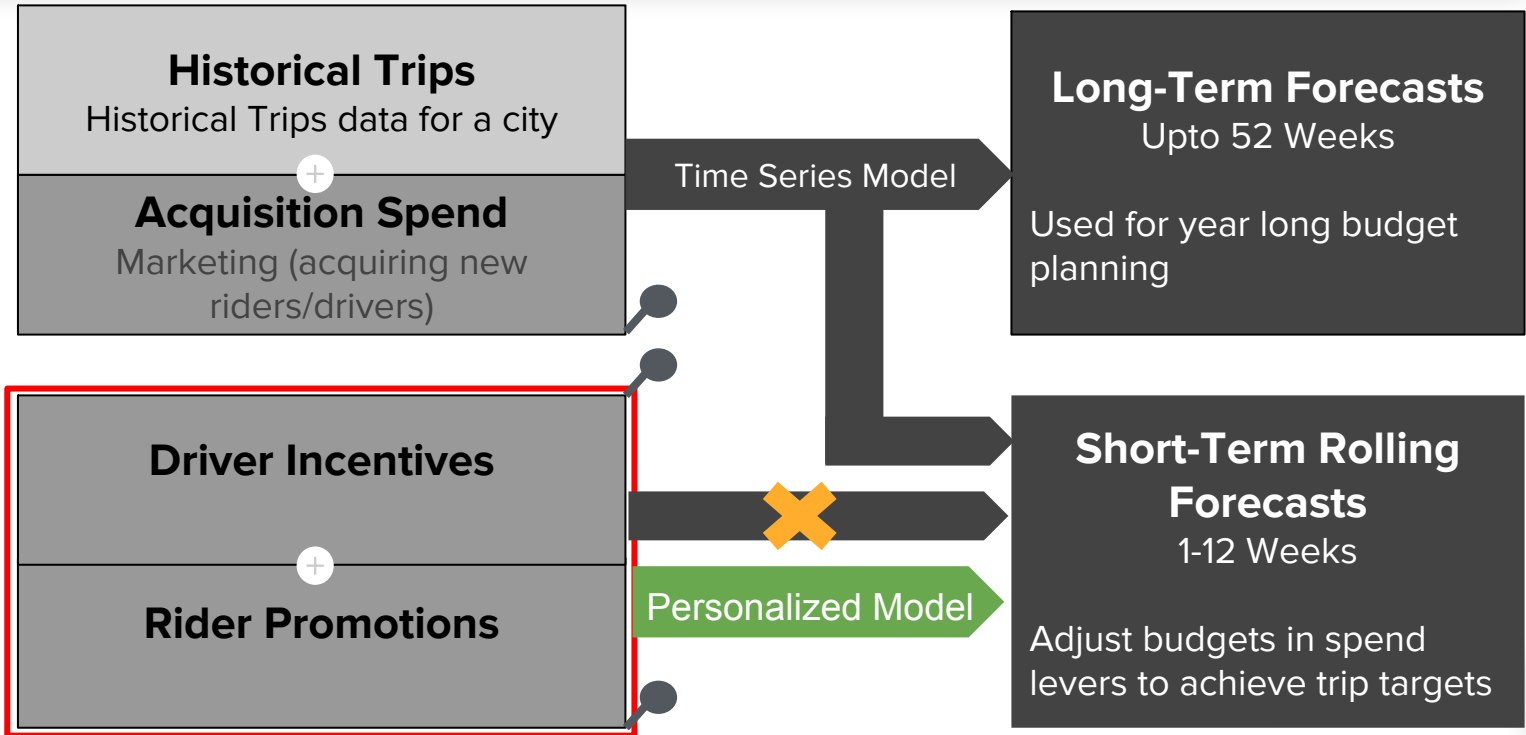 Historical Trips
Historical Trips data for a city
+
Acquisition Spend
Marketing (acquiring new
riders/drivers)
Driver Incentives
+
Rider Promotions
Time Series Model
Personalized Model
Long-Term Forecasts
Upto 52 Weeks
Used for year long budget
planning
Short-Term Rolling
Forecasts
1-12 Weeks
Adjust budgets in spend
levers to achieve trip targets